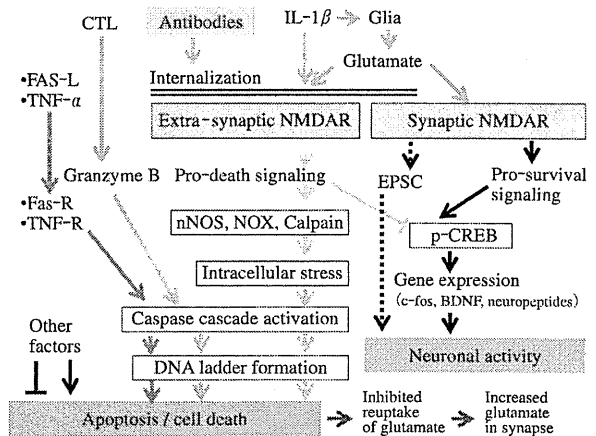 CTL
Antibodies
IL-1β
Glia
Glutamate
Internalization
•FAS-L
•TNF-α
Extra-synaptic NMDAR
Synaptic NMDAR
Granzyme B
Pro-death signaling
EPSC
Pro-survival
signaling
•Fas-R
•TNF-R
nNOS, NOX, Calpain
p-CREB
Intracellular stress
Gene expression
(c-fos, BDNF, neuropeptides)
Caspase cascade activation
Other
factors
DNA ladder formation
Neuronal activity
Apoptosis / cell death
Inhibited
reuptake
of glutamate
Increased
glutamate
in synapse